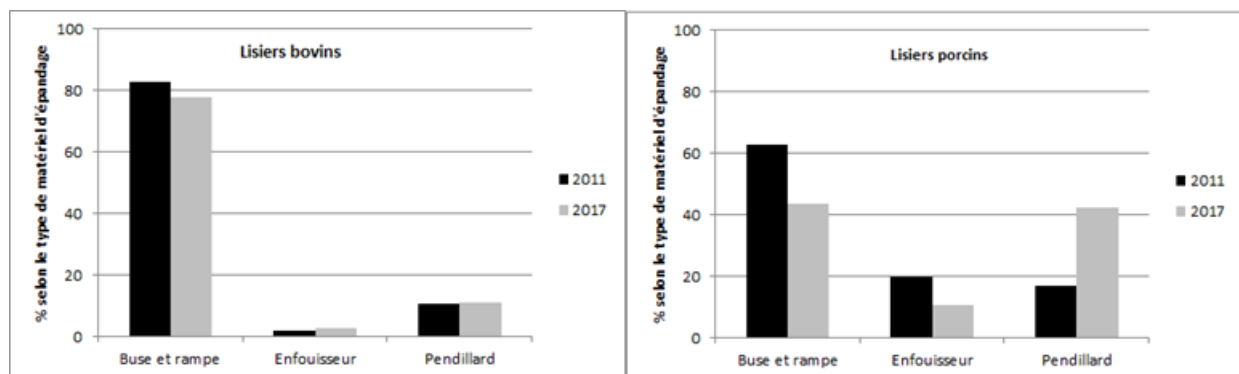 % selon le type de matériel d'épandage
Lisiers bovins
100
80
60
40
20
0
Buse et rampe
Enfouisseur
Pendillard
2011
2017
% selon le type de matériel d'épandage
Lisiers porcins
100
80
60
40
20
0
Buse et rampe
Enfouisseur
Pendillard
2011
2017